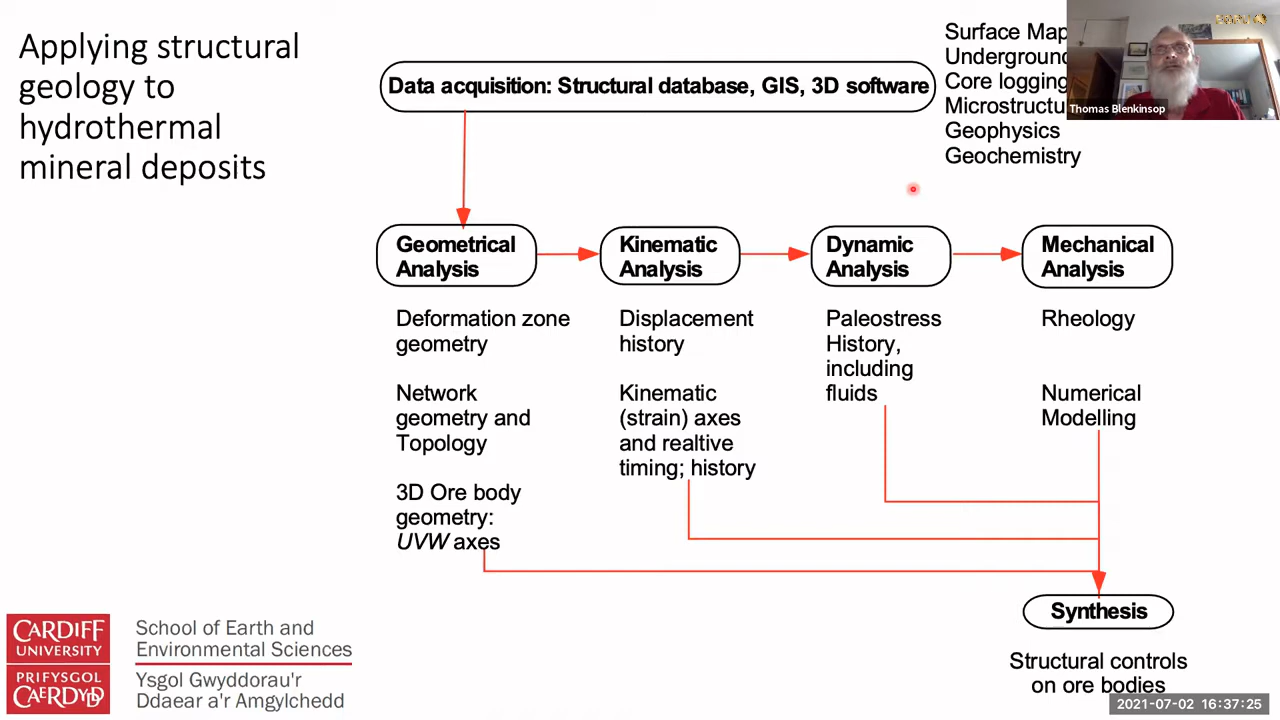 Applying structural
geology to
hydrothermal
mineral deposits
Data acquisition: Structural database, GIS, 3D software
Surface Map
Underground
Core logging
Microstructu
Geophysics
Geochemistry
Thomas Blenkinsop
Geometrical
Analysis
Deformation zone
geometry
Network
geometry and
Topology
3D Ore body
geometry:
UVW axes
Kinematic
Analysis
Displacement
history
Kinematic
(strain) axes
and realtive
timing; history
Dynamic
Analysis
Paleostress
History,
including
fluids
Mechanical
Analysis
Rheology
Numerical
Modelling
Synthesis
Structural controls
on ore bodies
CARDIFF
UNIVERSITY
PRIFYSGOL
CAERDYDD
School of Earth and
Environmental Sciences
Ysgol Gwyddorau'r
Ddaear a'r Amgylchedd
2021-07-02 16:37:25